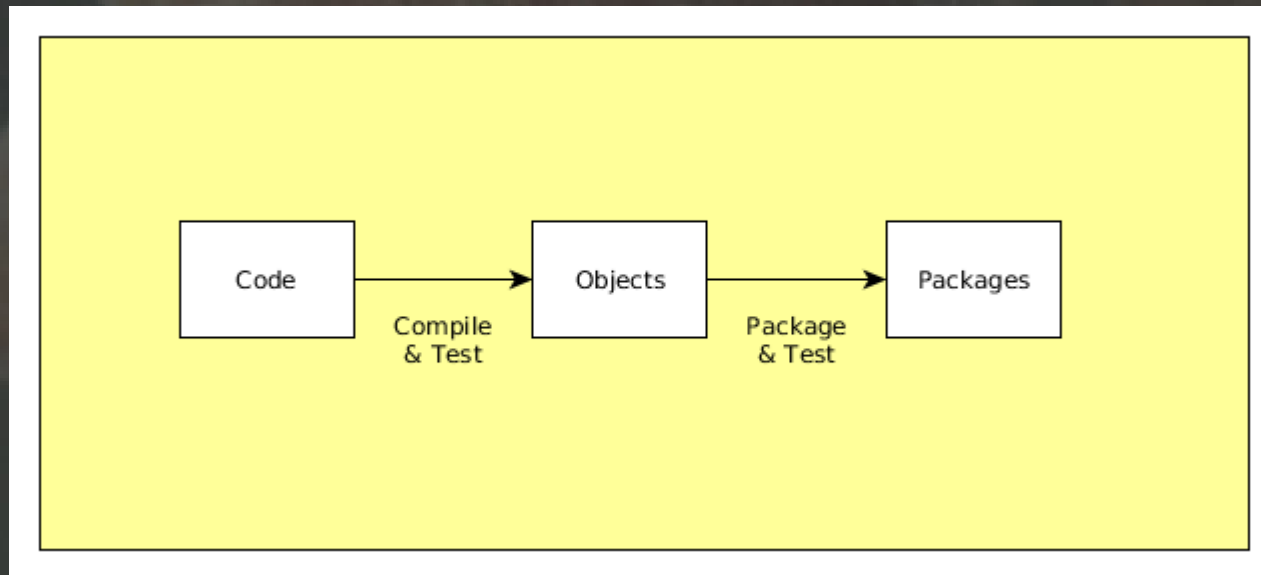 Code
Compile
& Test
Objects
Package
& Test
Packages